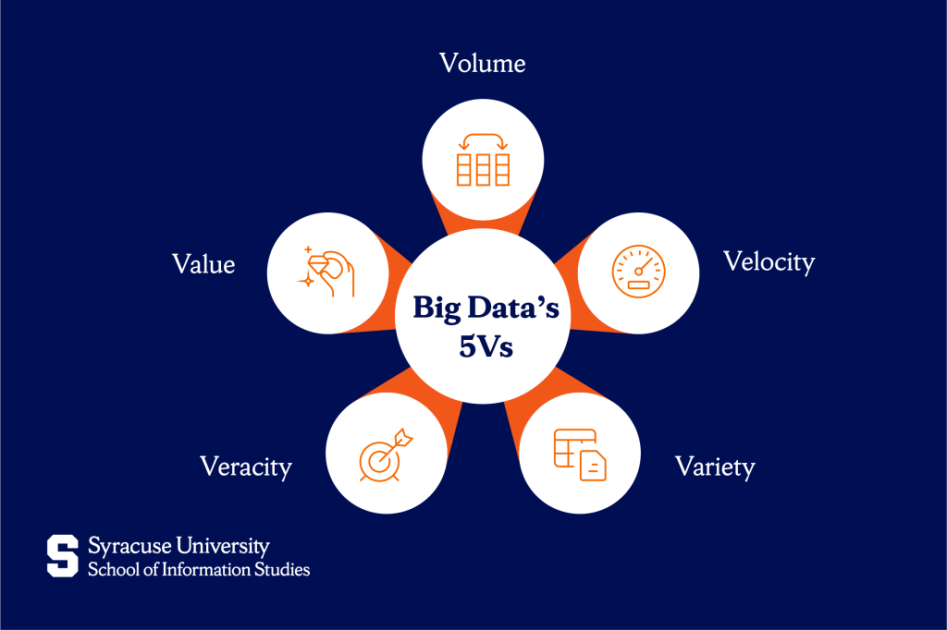 Volume
Value
Velocity
Big Data's
5Vs
Veracity
Variety
S
Syracuse University
School of Information Studies